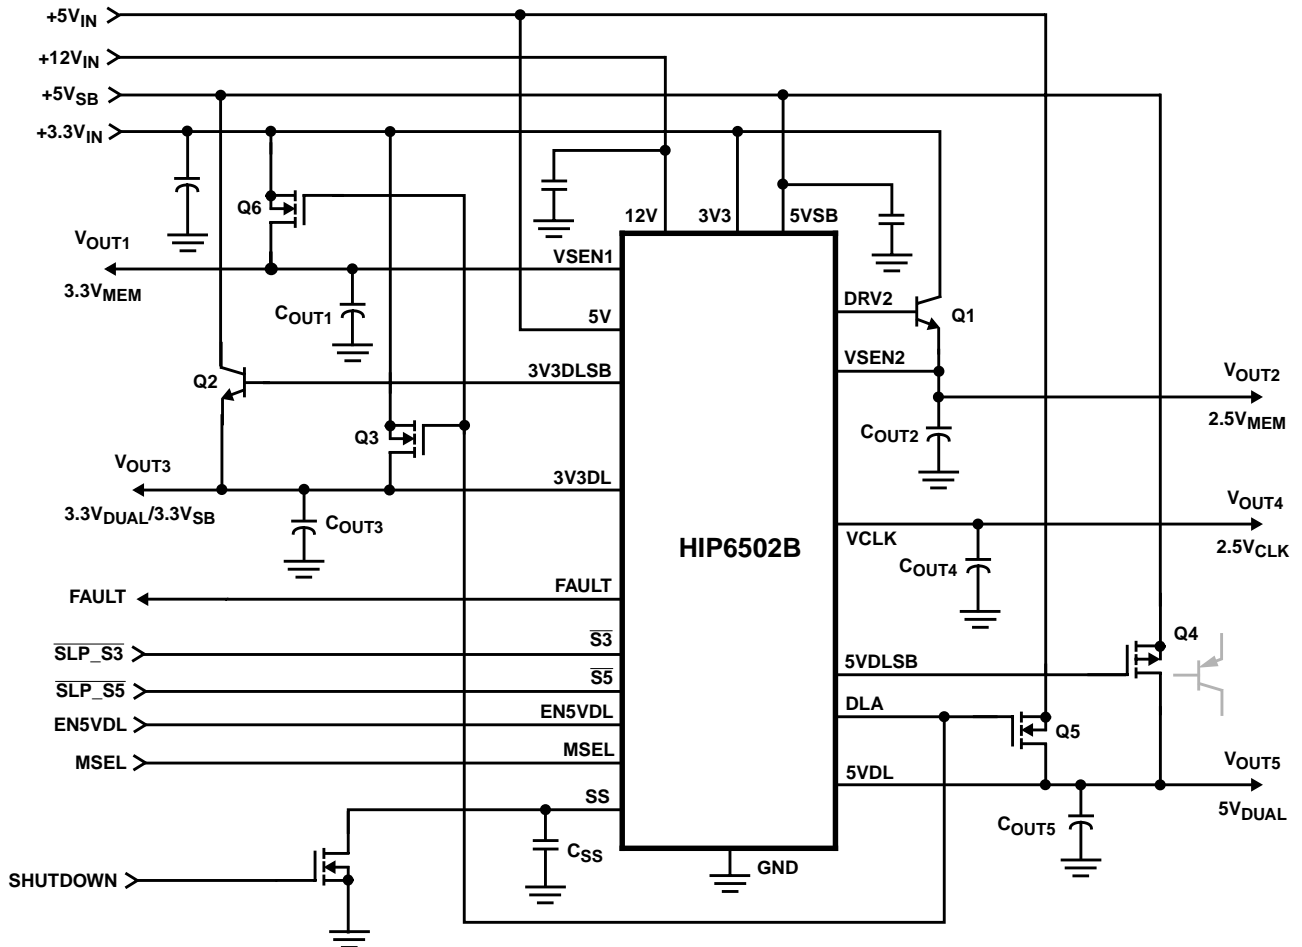 +5VIN
+12VIN
+5VSB
+3.3VIN
Q6
12V
3V3
5VSB
VOUT1
3.3VMEM
VSEN1
COUT1
5V
DRV2
Q1
VSEN2
Q2
3V3DLSB
VOUT2
2.5VMEM
COUT2
Q3
VOUT3
3.3VDUAL/3.3VSB
3V3DL
COUT3
HIP6502B
VCLK
VOUT4
2.5VCLK
COUT4
FAULT
FAULT
SLP_S3
S3
SLP_S5
S5
Q4
5VDLSB
EN5VDL
EN5VDL
DLA
Q5
MSEL
MSEL
5VDL
VOUT5
5VDUAL
COUT5
SS
CSS
GND
SHUTDOWN